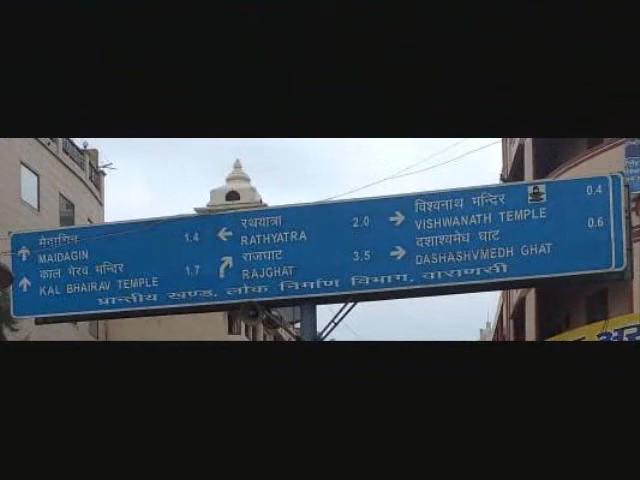 मैदागिन
MAIDAGIN 1.4
काल भैरव मन्दिर
KAL BHAIRAV TEMPLE 1.7
रथयात्रा
RATHYATRA 2.0
राजघाट
RAJGHAT 3.5
विश्वनाथ मन्दिर
VISHWANATH TEMPLE 0.4
दशाश्वमेध घाट
DASHASHVMEDH GHAT 0.6
प्रान्तीय खण्ड, लोक निर्माण विभाग, वाराणसी